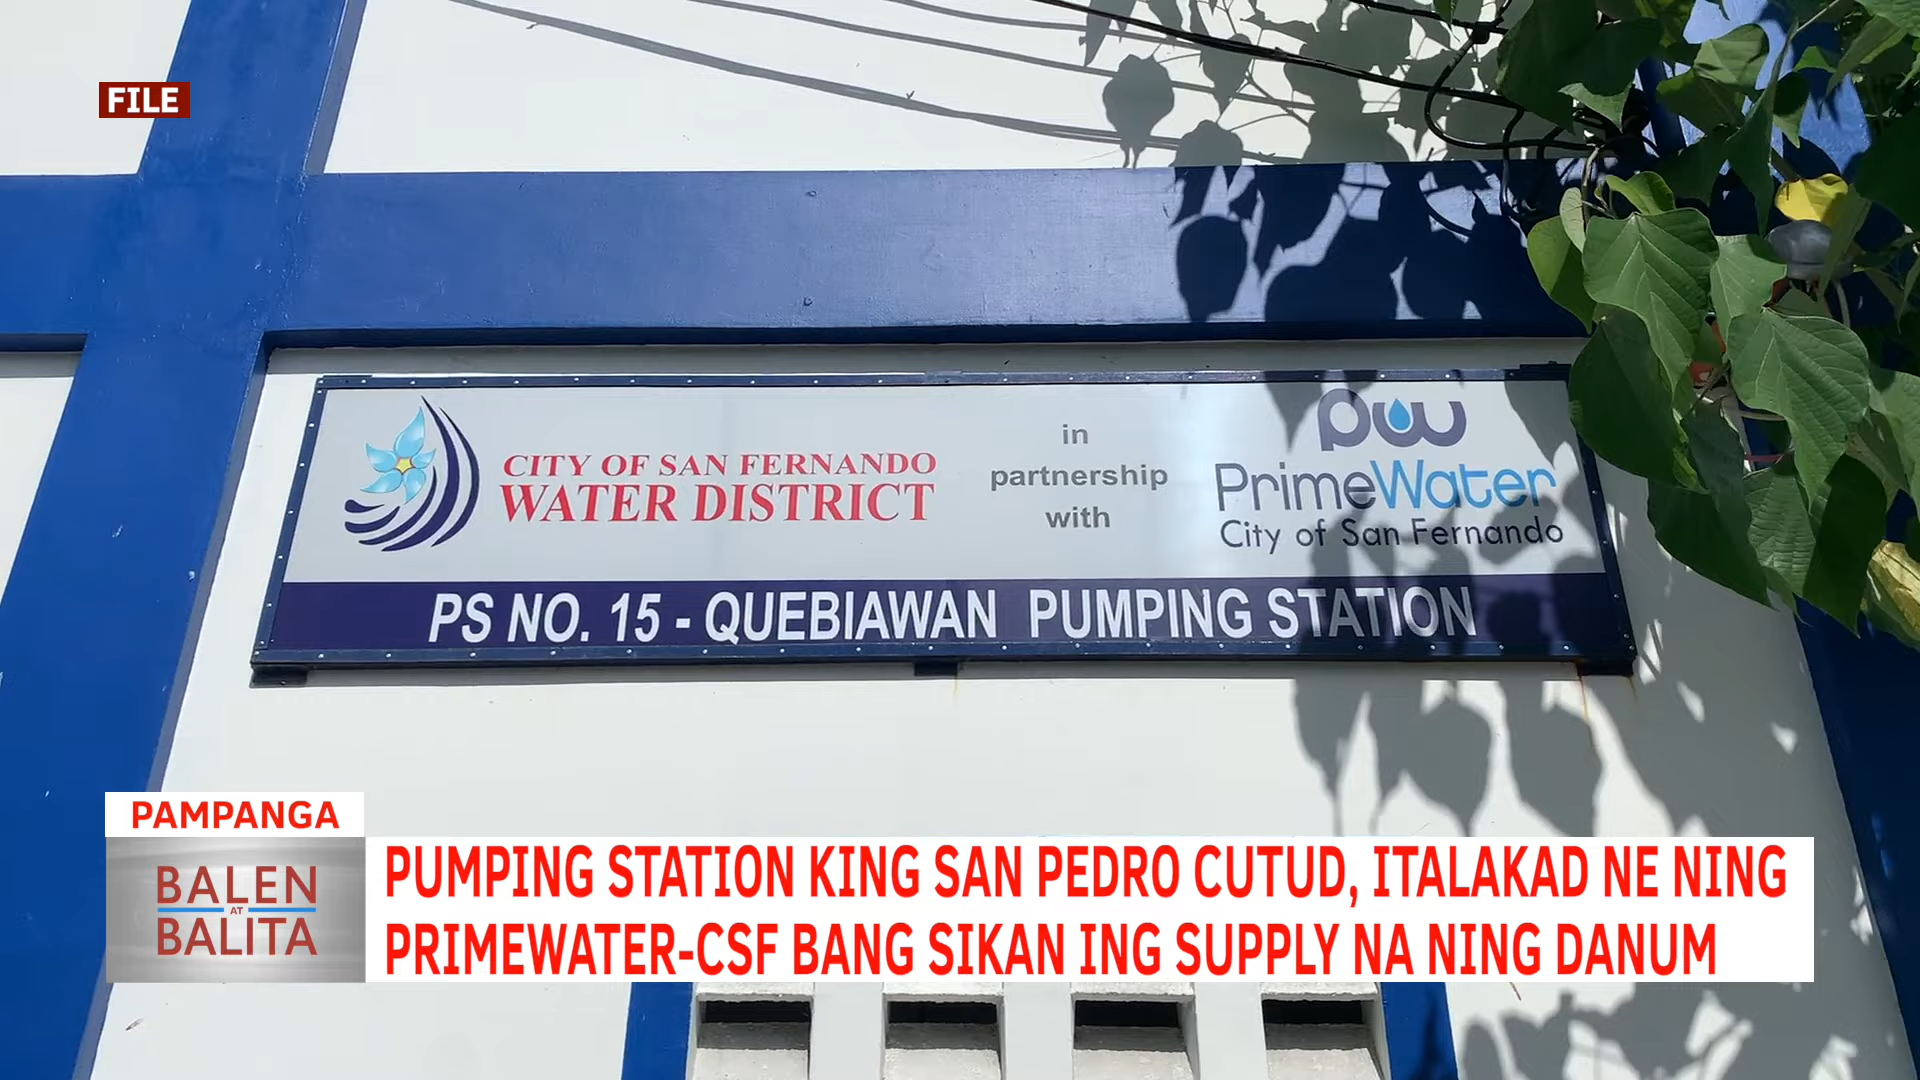 FILE
CITY OF SAN FERNANDO
WATER DISTRICT
in
partnership
with
pw
PrimeWater
City of San Fernando
PS NO. 15 - QUEBIAWAN PUMPING STATION
PAMPANGA
BALEN
AT
BALITA
PUMPING STATION KING SAN PEDRO CUTUD, ITALAKAD NE NING
PRIMEWATER-CSF BANG SIKAN ING SUPPLY NA NING DANUM